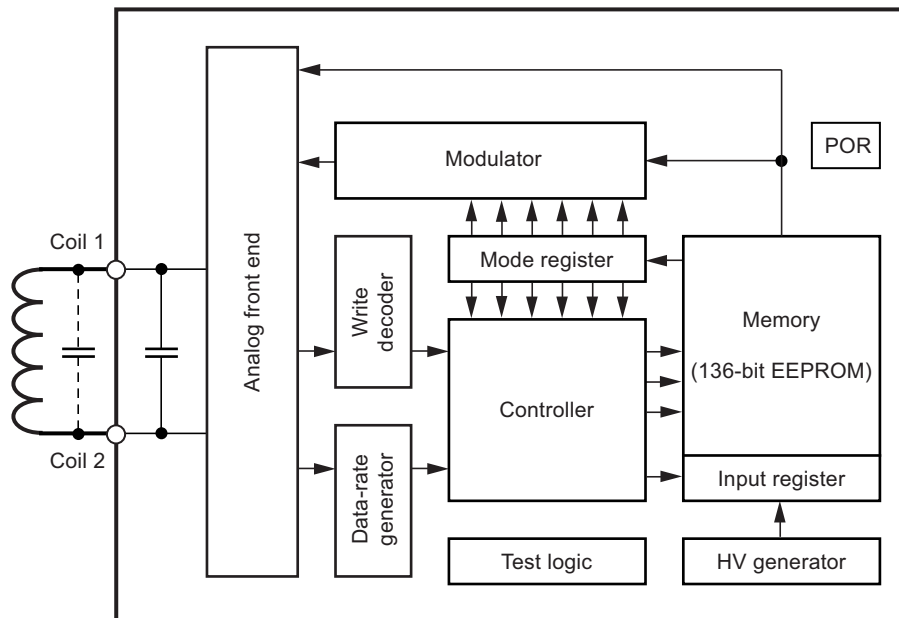 POR
Modulator
Coil 1
Mode register
Analog front end
Write
decoder
Memory
(136-bit EEPROM)
Controller
Coil 2
Data-rate
generator
Input register
Test logic
HV generator